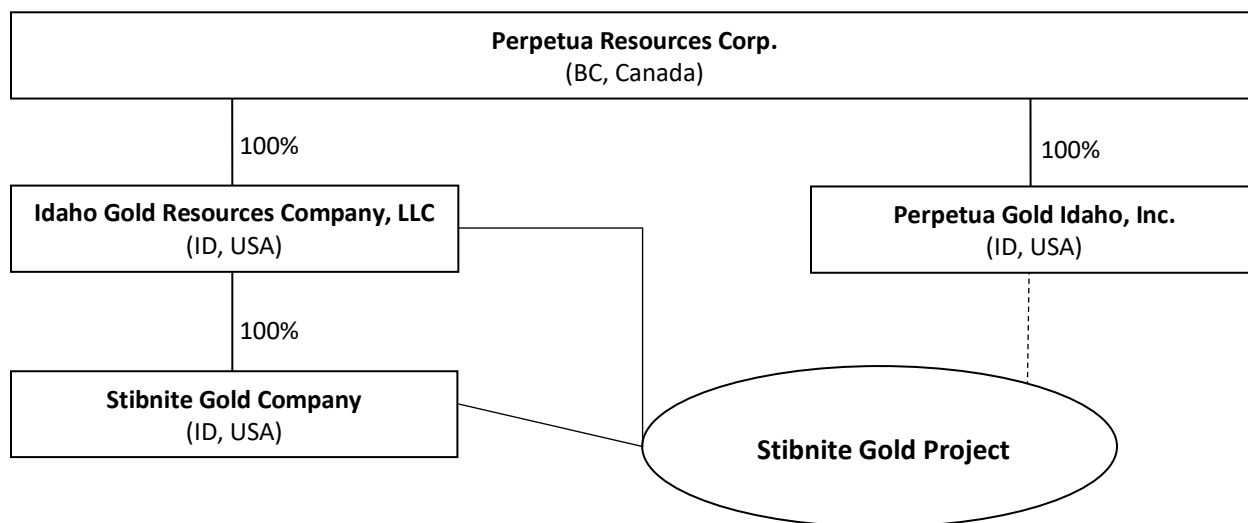 Perpetua Resources Corp.
(BC, Canada)
100%
100%
Idaho Gold Resources Company, LLC
(ID, USA)
Perpetua Gold Idaho, Inc.
(ID, USA)
100%
Stibnite Gold Company
(ID, USA)
Stibnite Gold Project